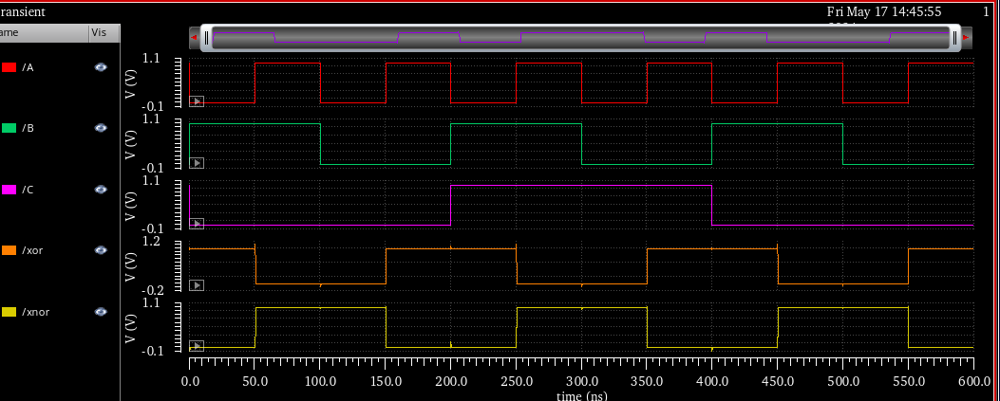 ransient
Fri May 17 14:45:55 1
ame Vis
/A
V (V)
1.1
-0.1
/B
V (V)
1.1
-0.1
/C
V (V)
1.1
-0.1
/xor
V (V)
1.2
-0.2
/xnor
V (V)
1.1
-0.1
0.0 50.0 100.0 150.0 200.0 250.0 300.0 350.0 400.0 450.0 500.0 550.0 600.0
time (ns)